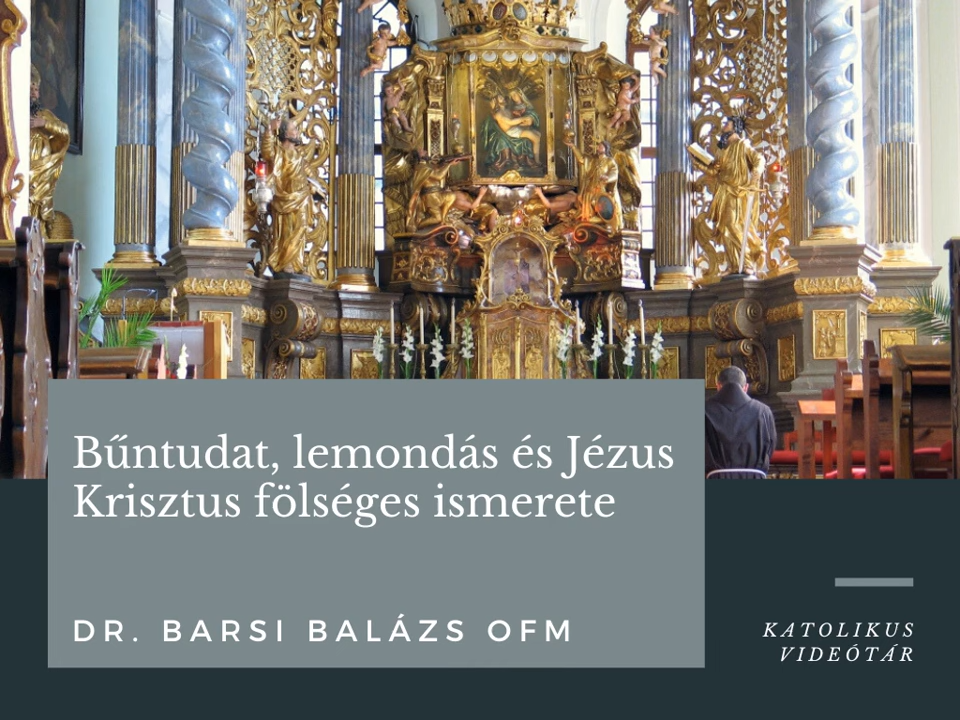 Bűntudat, lemondás és Jézus
Krisztus fölséges ismerete
DR. BARSI BALÁZS OFM
KATOLIKUS
VIDEÓTÁR